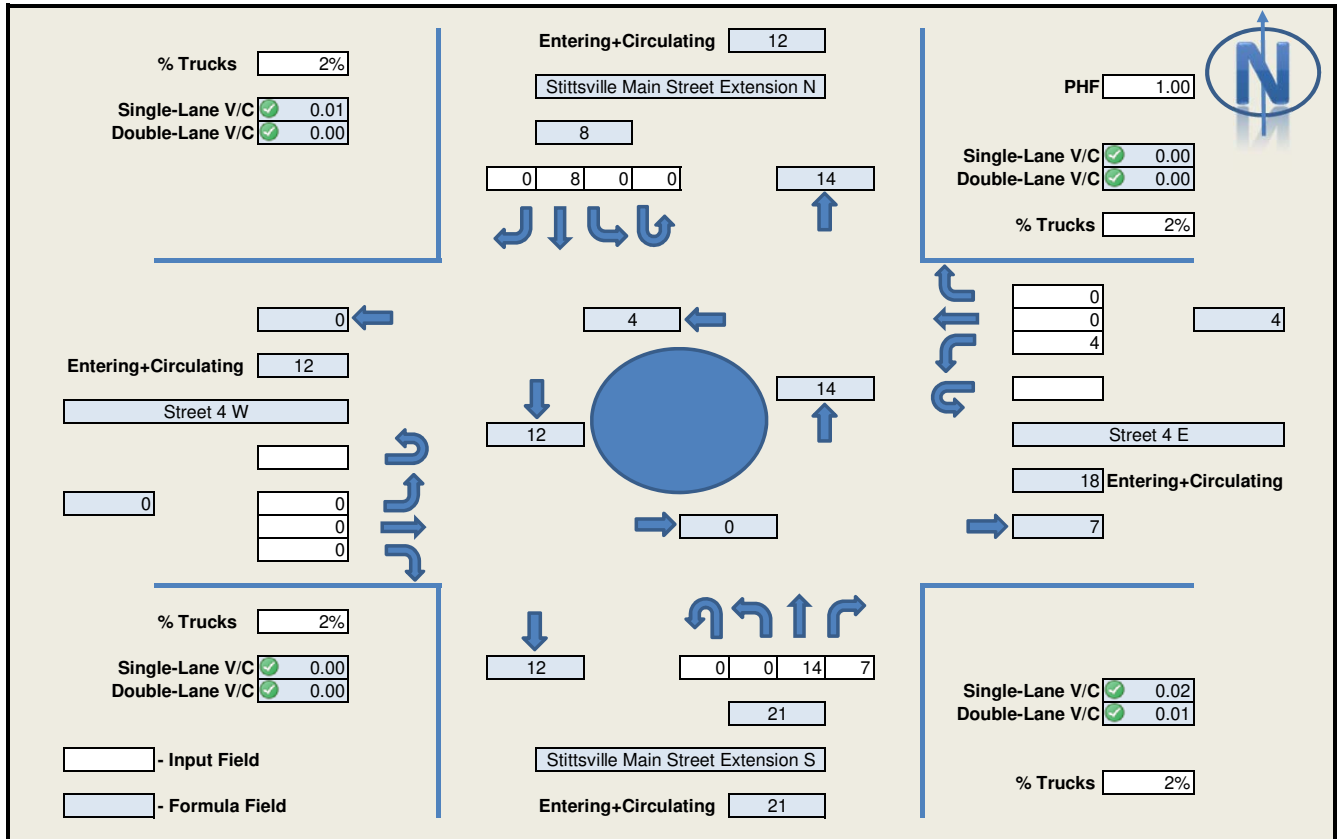 Entering+Circulating 12
% Trucks 2%
Stittsville Main Street Extension N
PHF 1.00
N
Single-Lane V/C 0.01
Double-Lane V/C 0.00
8
Single-Lane V/C 0.00
Double-Lane V/C 0.00
0 8 0 0
14
% Trucks 2%
0
0
4
4
0
4
Entering+Circulating 12
14
Street 4 W
12
Street 4 E
18 Entering+Circulating
0
0
0
0
0
7
% Trucks 2%
12
0 0 14 7
Single-Lane V/C 0.00
Double-Lane V/C 0.00
Single-Lane V/C 0.02
Double-Lane V/C 0.01
21
- Input Field
Stittsville Main Street Extension S
% Trucks 2%
- Formula Field
Entering+Circulating 21